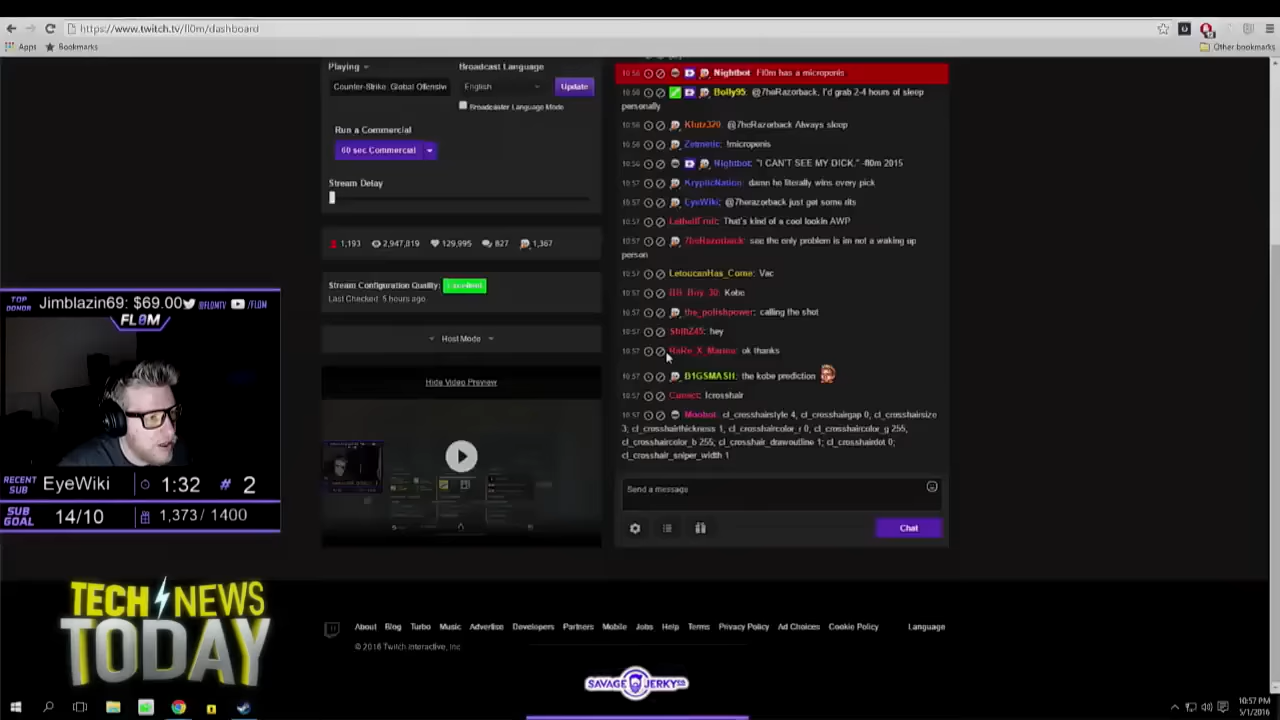 https://www.twitch.tv/fl0m/dashboard
Apps
Bookmarks
Other bookmarks
Playing
Broadcast Language
Counter-Strike: Global Offensiv
English
Update
Broadcaster Language Mode
Run a Commercial
60 sec Commercial
Stream Delay
1,193
2,947,819
129,995
827
1,367
Stream Configuration Quality: Excellent
Last Checked: 5 hours ago
Host Mode
Hide Video Preview
10:56 Nightbot: Fl0m has a micropenis
10:56 Bolly95: @7heRazorback, I'd grab 2-4 hours of sleep
personally
10:56 Klutz320: @7heRazorback Always sleep
10:56 Zetmetic: !micropenis
10:56 Nightbot: "I CAN'T SEE MY DICK." -fl0m 2015
10:57 KrypticNation: damn he literally wins every pick
10:57 EyeWiki: @7herazorback just get some rits
10:57 LethalFruit: That's kind of a cool lookin AWP
10:57 7heRazorback: see the only problem is im not a waking up
person
10:57 LetoucanHas_Come: Vac
10:57 Kobe
10:57 the_polishpower: calling the shot
10:57 hey
10:57 ok thanks
10:57 B1GSMASH: the kobe prediction
10:57 !crosshair
10:57 Moobot: cl_crosshairstyle 4, cl_crosshairgap 0, cl_crosshairsize
3; cl_crosshairthickness 1, cl_crosshaircolor_r 0, cl_crosshaircolor_g 255,
cl_crosshaircolor_b 255; cl_crosshair_drawoutline 1; cl_crosshairdot 0;
cl_crosshair_sniper_width 1
Send a message
Chat
TOP
DONOR
Jimblazin69: $69.00
@FL0MTV
/FL0M
FL0M
RECENT
SUB
EyeWiki
1:32
# 2
SUB
GOAL
14/10
1,373/ 1400
TECH NEWS
TODAY
About Blog Turbo Music Advertise Developers Partners Mobile Jobs Help Terms Privacy Policy Ad Choices Cookie Policy
Language
© 2016 Twitch Interactive, Inc.
SAVAGE JERKY CO
10:57 PM
5/1/2016